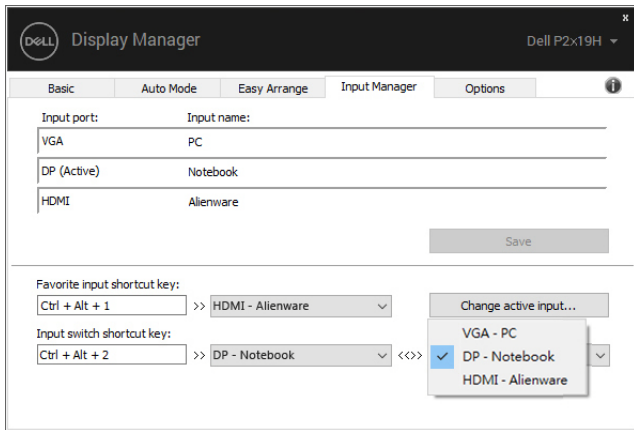 DELL Display Manager
x
Dell P2x19H
Basic Auto Mode Easy Arrange Input Manager Options i
Input port: Input name:
VGA PC
DP (Active) Notebook
HDMI Alienware
Save
Favorite input shortcut key:
Ctrl + Alt + 1 >> HDMI - Alienware Change active input...
Input switch shortcut key:
Ctrl + Alt + 2 >> DP - Notebook <<>>
VGA - PC
DP - Notebook
HDMI - Alienware